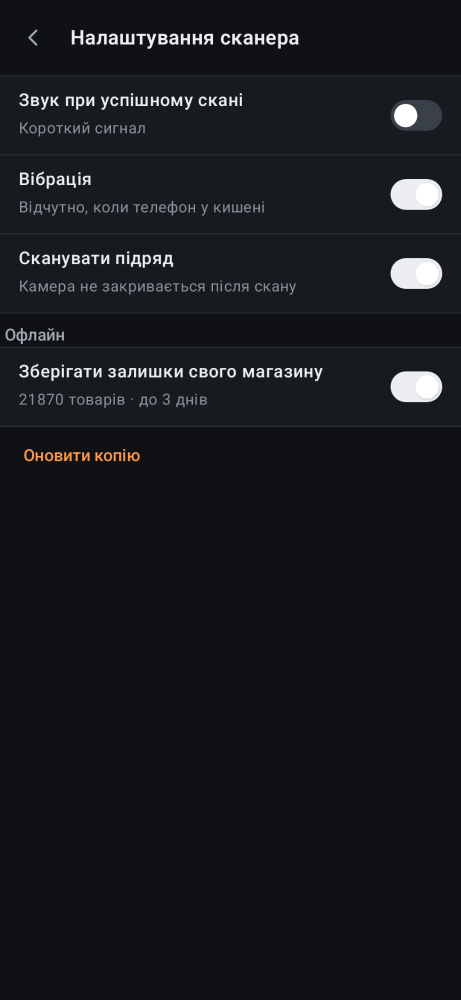 Налаштування сканера
Звук при успішному скані
Короткий сигнал
Вібрація
Відчутно, коли телефон у кишені
Сканувати підряд
Камера не закривається після скану
Офлайн
Зберігати залишки свого магазину
21870 товарів · до 3 днів
Оновити копію